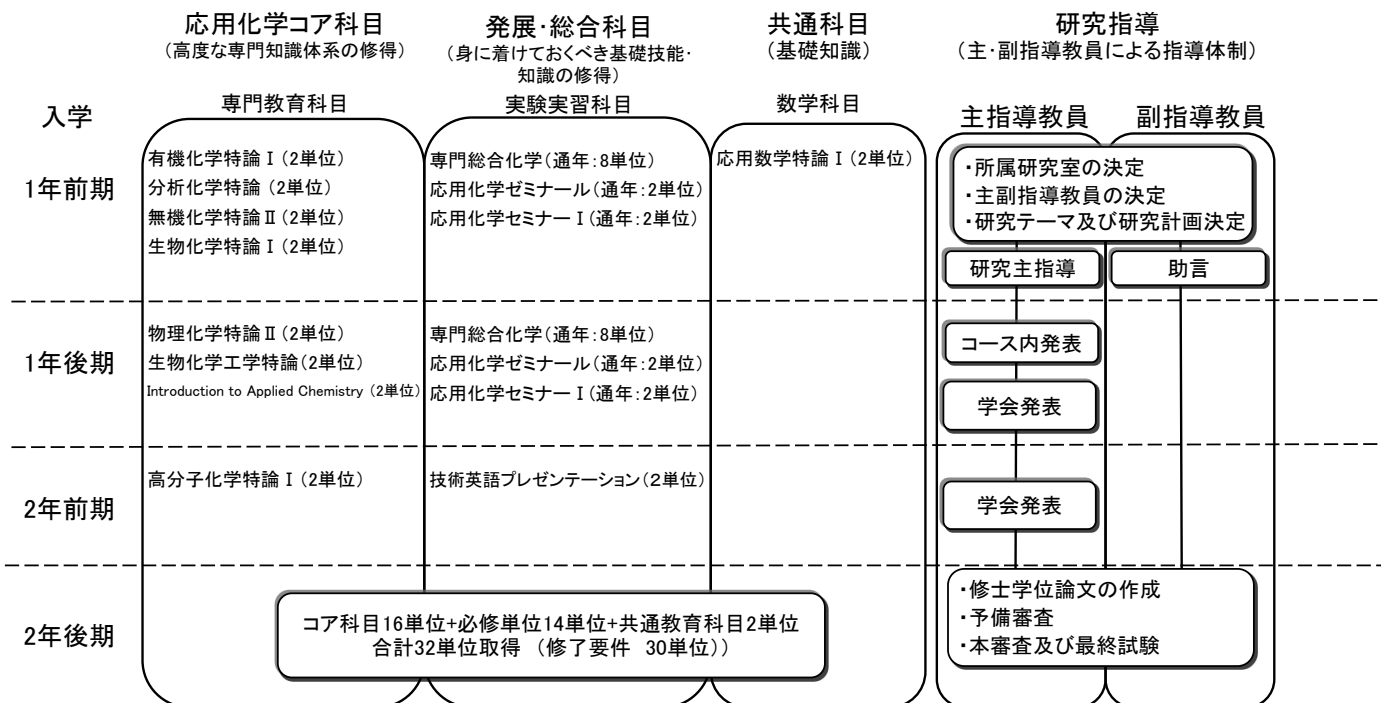 応用化学コア科目
(高度な専門知識体系の修得)
発展・総合科目
(身に着けておくべき基礎技能・
知識の修得)
共通科目
(基礎知識)
研究指導
(主・副指導教員による指導体制)
入学
専門教育科目
実験実習科目
数学科目
主指導教員
副指導教員
1年前期
有機化学特論Ⅰ(2単位)
分析化学特論(2単位)
無機化学特論Ⅱ(2単位)
生物化学特論Ⅰ(2単位)
専門総合化学(通年:8単位)
応用化学ゼミナール(通年:2単位)
応用化学セミナーⅠ(通年:2単位)
応用数学特論Ⅰ(2単位)
・所属研究室の決定
・主副指導教員の決定
・研究テーマ及び研究計画決定
研究主指導
助言
1年後期
物理化学特論Ⅱ(2単位)
生物化学工学特論(2単位)
Introduction to Applied Chemistry (2単位)
専門総合化学(通年:8単位)
応用化学ゼミナール(通年:2単位)
応用化学セミナーⅠ(通年:2単位)
コース内発表
学会発表
2年前期
高分子化学特論Ⅰ(2単位)
技術英語プレゼンテーション(2単位)
学会発表
2年後期
コア科目16単位+必修単位14単位+共通教育科目2単位
合計32単位取得 (修了要件 30単位))
・修士学位論文の作成
・予備審査
・本審査及び最終試験